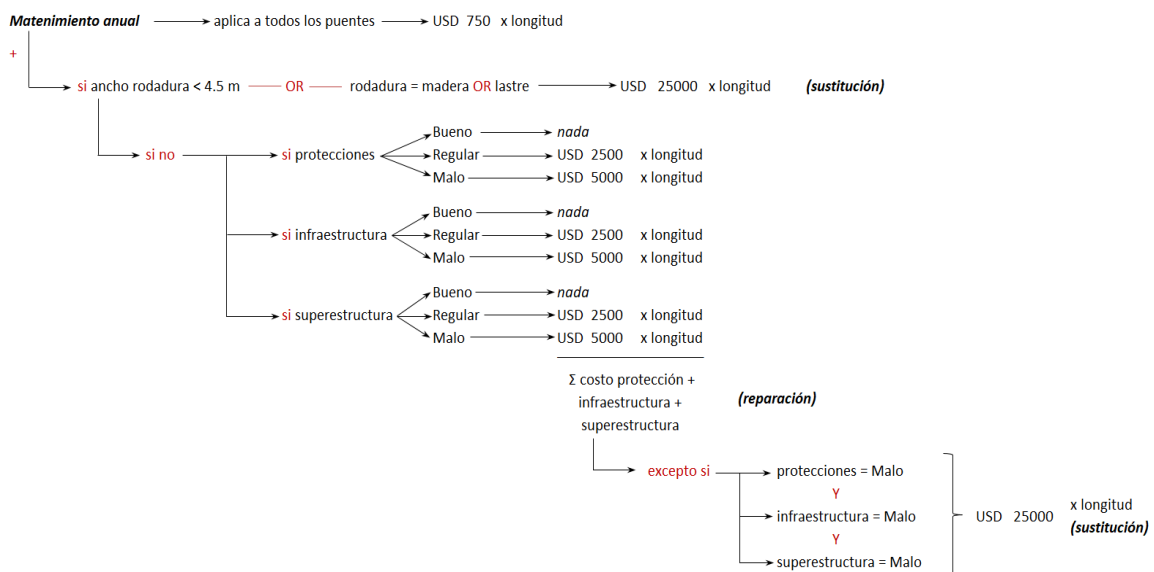 Matenimiento anual aplica a todos los puentes USD 750 x longitud
+
si ancho rodadura < 4.5 m OR rodadura = madera OR lastre USD 25000 x longitud (sustitución)
Bueno nada
si no si protecciones Regular USD 2500 x longitud
Malo USD 5000 x longitud
Bueno nada
si infraestructura Regular USD 2500 x longitud
Malo USD 5000 x longitud
Bueno nada
si superestructura Regular USD 2500 x longitud
Malo USD 5000 x longitud
Σ costo protección +
infraestructura +
superestructura
(reparación)
excepto si protecciones = Malo
Y
infraestructura = Malo
Y
superestructura = Malo
USD 25000 x longitud
(sustitución)